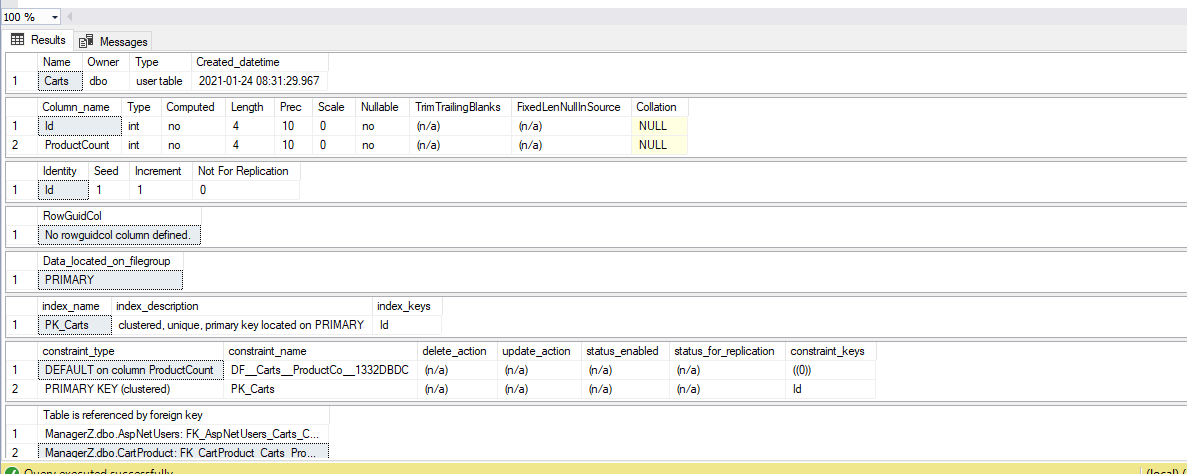 100 %
Results Messages
Name Owner Type Created_datetime
1 Carts dbo user table 2021-01-24 08:31:29.967
Column_name Type Computed Length Prec Scale Nullable TrimTrailingBlanks FixedLenNullInSource Collation
1 Id int no 4 10 0 no (n/a) (n/a) NULL
2 ProductCount int no 4 10 0 no (n/a) (n/a) NULL
Identity Seed Increment Not For Replication
1 Id 1 1 0
RowGuidCol
1 No rowguidcol column defined.
Data_located_on_filegroup
1 PRIMARY
index_name index_description index_keys
1 PK_Carts clustered, unique, primary key located on PRIMARY Id
constraint_type constraint_name delete_action update_action status_enabled status_for_replication constraint_keys
1 DEFAULT on column ProductCount DF__Carts__ProductCo__1332DBDC (n/a) (n/a) (n/a) (n/a) ((0))
2 PRIMARY KEY (clustered) PK_Carts (n/a) (n/a) (n/a) (n/a) Id
Table is referenced by foreign key
1 ManagerZ.dbo.AspNetUsers: FK_AspNetUsers_Carts_C...
2 ManagerZ.dbo.CartProduct: FK_CartProduct_Carts_Pro...
Query executed successfully (local) (